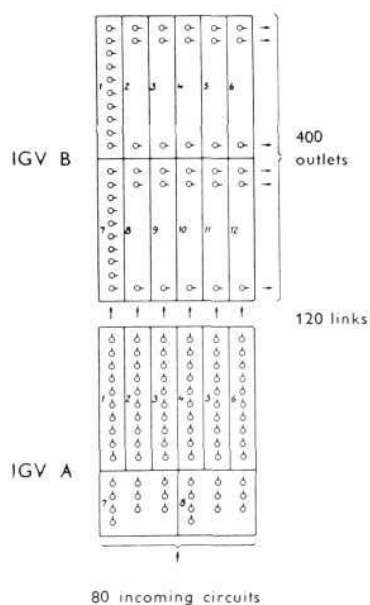 1 2 3 4 5 6
IGV B
400
outlets
7 8 9 10 11 12
120 links
1 2 3 4 5 6
IGV A
7 8
80 incoming circuits